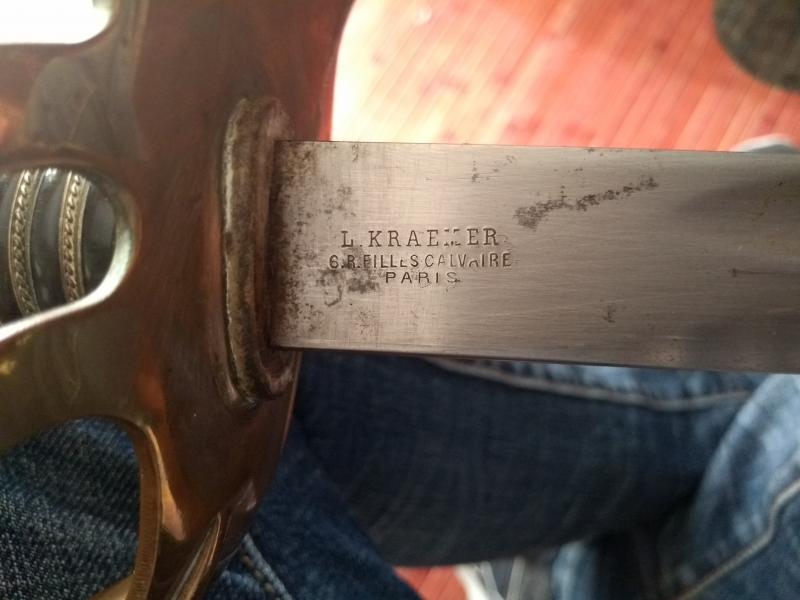 L. KRAEMER
6. R. FILLES CALVAIRE
PARIS